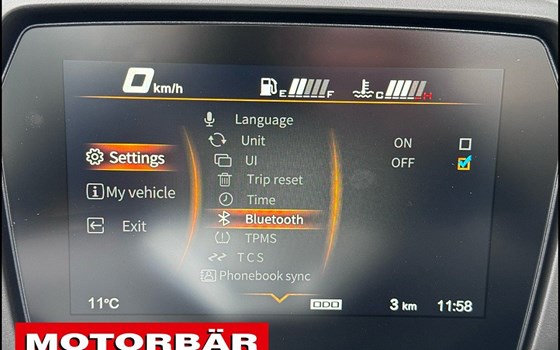 0 km/h
E F
C H
Language
Unit
UI
Trip reset
Time
Bluetooth
TPMS
TCS
Phonebook sync
Settings
My vehicle
Exit
ON
OFF
11°C
3 km
11:58
MOTORBÄR